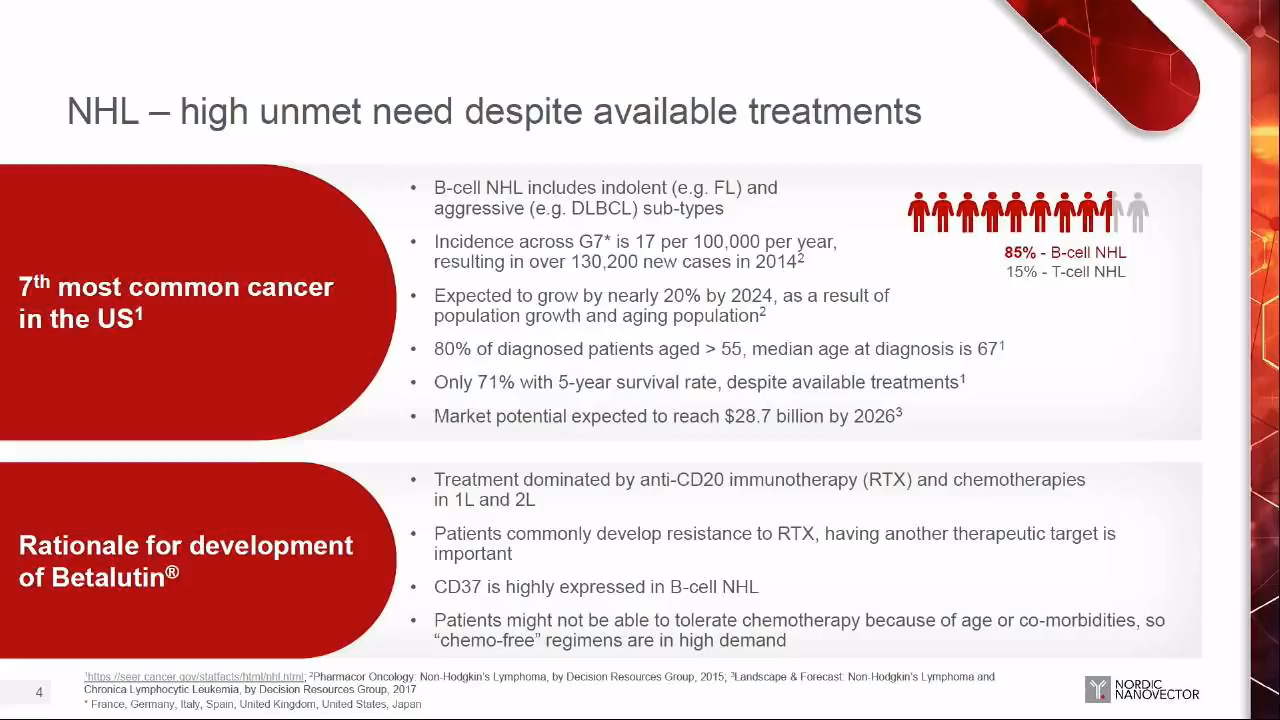 NHL – high unmet need despite available treatments
7th most common cancer
in the US1
• B-cell NHL includes indolent (e.g. FL) and
aggressive (e.g. DLBCL) sub-types
• Incidence across G7* is 17 per 100,000 per year,
resulting in over 130,200 new cases in 20142
• Expected to grow by nearly 20% by 2024, as a result of
population growth and aging population2
• 80% of diagnosed patients aged > 55, median age at diagnosis is 671
• Only 71% with 5-year survival rate, despite available treatments1
• Market potential expected to reach $28.7 billion by 20263
85% - B-cell NHL
15% - T-cell NHL
Rationale for development
of Betalutin®
• Treatment dominated by anti-CD20 immunotherapy (RTX) and chemotherapies
in 1L and 2L
• Patients commonly develop resistance to RTX, having another therapeutic target is
important
• CD37 is highly expressed in B-cell NHL
• Patients might not be able to tolerate chemotherapy because of age or co-morbidities, so
“chemo-free” regimens are in high demand
1https://seer.cancer.gov/statfacts/html/nhl.html; 2Pharmacor Oncology: Non-Hodgkin's Lymphoma, by Decision Resources Group, 2015; 3Landscape & Forecast: Non-Hodgkin's Lymphoma and
Chronica Lymphocytic Leukemia, by Decision Resources Group, 2017
* France, Germany, Italy, Spain, United Kingdom, United States, Japan
4
NORDIC
NANOVECTOR